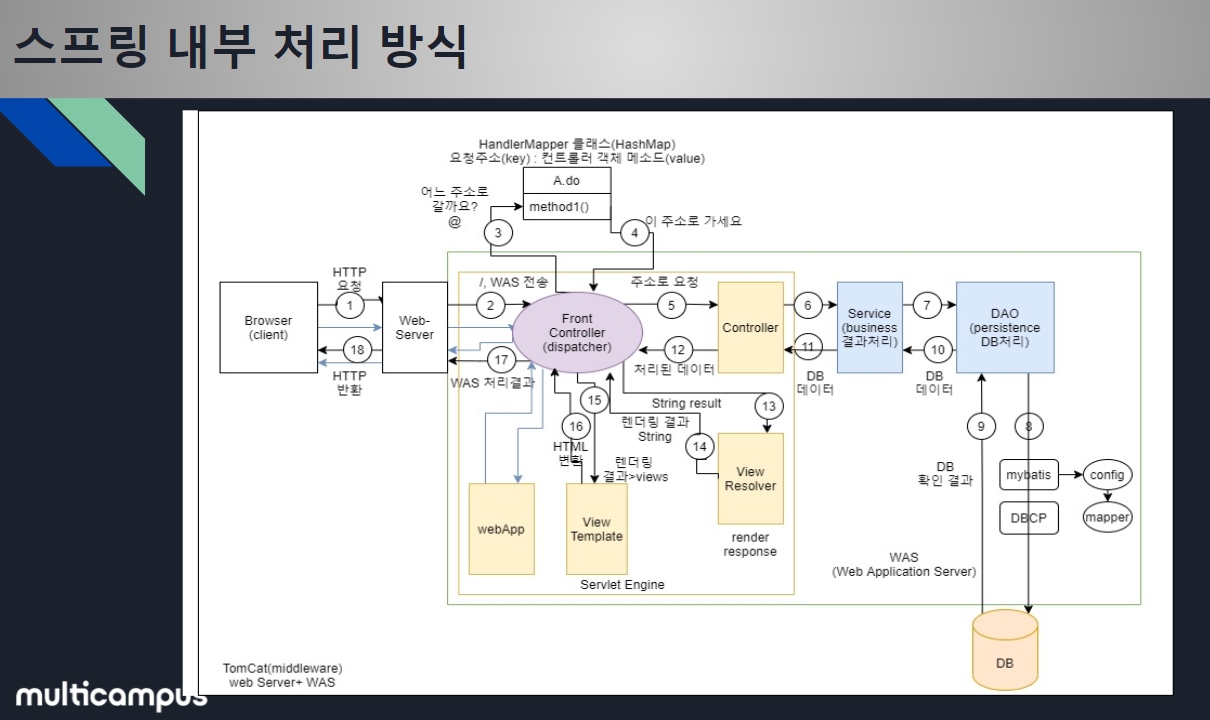 스프링 내부 처리 방식
HandlerMapper 클래스(HashMap)
요청주소(key) : 컨트롤러 객체 메소드(value)
A.do
method1()
어느 주소로
갈까요?
@
3
4
이 주소로 가세요
HTTP
요청
1
/, WAS 전송
2
주소로 요청
5
6
7
Browser
(client)
Web-
Server
Front
Controller
(dispatcher)
Controller
Service
(business
결과처리)
DAO
(persistence
DB처리)
18
HTTP
반환
17
WAS 처리결과
12
처리된 데이터
11
DB
데이터
10
DB
데이터
15
String result
13
16
HTML
변환
렌더링 결과
String
14
렌더링
결과>views
9
8
DB
확인 결과
mybatis
config
DBCP
mapper
webApp
View
Template
View
Resolver
render
response
Servlet Engine
WAS
(Web Application Server)
DB
TomCat(middleware)
web Server+ WAS
multicampus